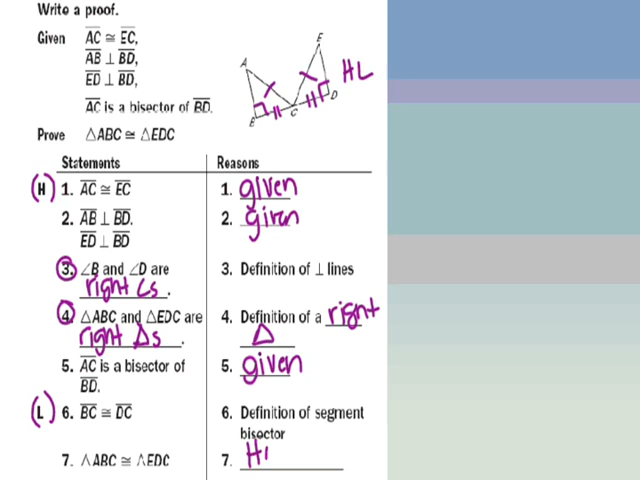 Write a proof.
Given AC ≅ EC,
AB ⊥ BD,
ED ⊥ BD,
AC is a bisector of BD.
Prove △ABC ≅ △EDC
A
E
B
C
D
HL
Statements Reasons
(H) 1. AC ≅ EC 1. given
2. AB ⊥ BD. 2. given
ED ⊥ BD
3. ∠B and ∠D are 3. Definition of ⊥ lines
right ∠s.
4. △ABC and △EDC are 4. Definition of a right
right △s. △
5. AC is a bisector of 5. given
BD.
(L) 6. BC ≅ DC 6. Definition of segment
bisector
7. △ABC ≅ △EDC 7. HL